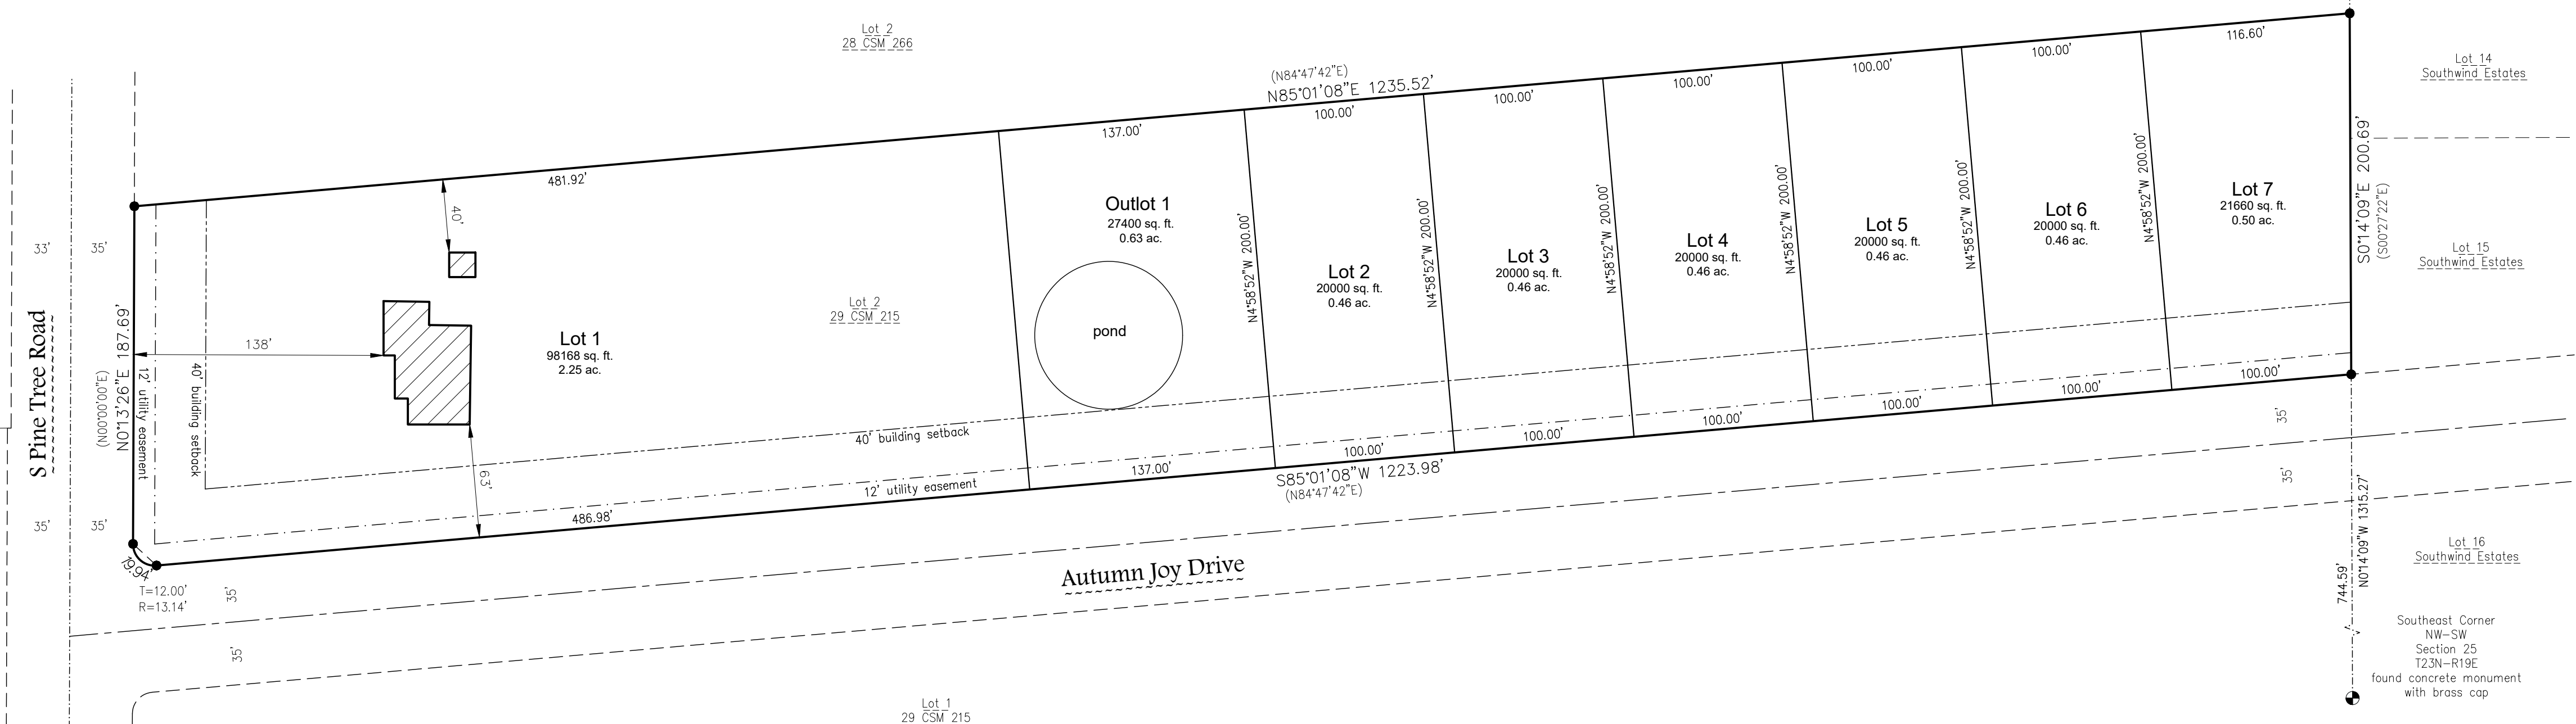 Lot 2
28 CSM 266
(N84°47'42"E)
N85°01'08"E 1235.52'
481.92'
137.00'
100.00'
100.00'
100.00'
100.00'
100.00'
116.60'
Lot 14
Southwind Estates
S0°14'09"E 200.69'
(S00°27'22"E)
Lot 15
Southwind Estates
33'
35'
S Pine Tree Road
35'
35'
(N00°00'00"E)
N0°13'26"E 187.69'
12' utility easement
40' building setback
138'
40'
63'
Lot 1
98168 sq. ft.
2.25 ac.
Lot 2
29 CSM 215
Outlot 1
27400 sq. ft.
0.63 ac.
pond
N4°58'52"W 200.00'
Lot 2
20000 sq. ft.
0.46 ac.
N4°58'52"W 200.00'
Lot 3
20000 sq. ft.
0.46 ac.
N4°58'52"W 200.00'
Lot 4
20000 sq. ft.
0.46 ac.
N4°58'52"W 200.00'
Lot 5
20000 sq. ft.
0.46 ac.
N4°58'52"W 200.00'
Lot 6
20000 sq. ft.
0.46 ac.
N4°58'52"W 200.00'
Lot 7
21660 sq. ft.
0.50 ac.
40' building setback
12' utility easement
486.98'
137.00'
100.00'
100.00'
100.00'
100.00'
100.00'
100.00'
S85°01'08"W 1223.98'
(N84°47'42"E)
19.94'
T=12.00'
R=13.14'
35'
35'
Autumn Joy Drive
35'
35'
744.59'
N0°14'09"W 1315.27'
Lot 16
Southwind Estates
Southeast Corner
NW-SW
Section 25
T23N-R19E
found concrete monument
with brass cap
Lot 1
29 CSM 215